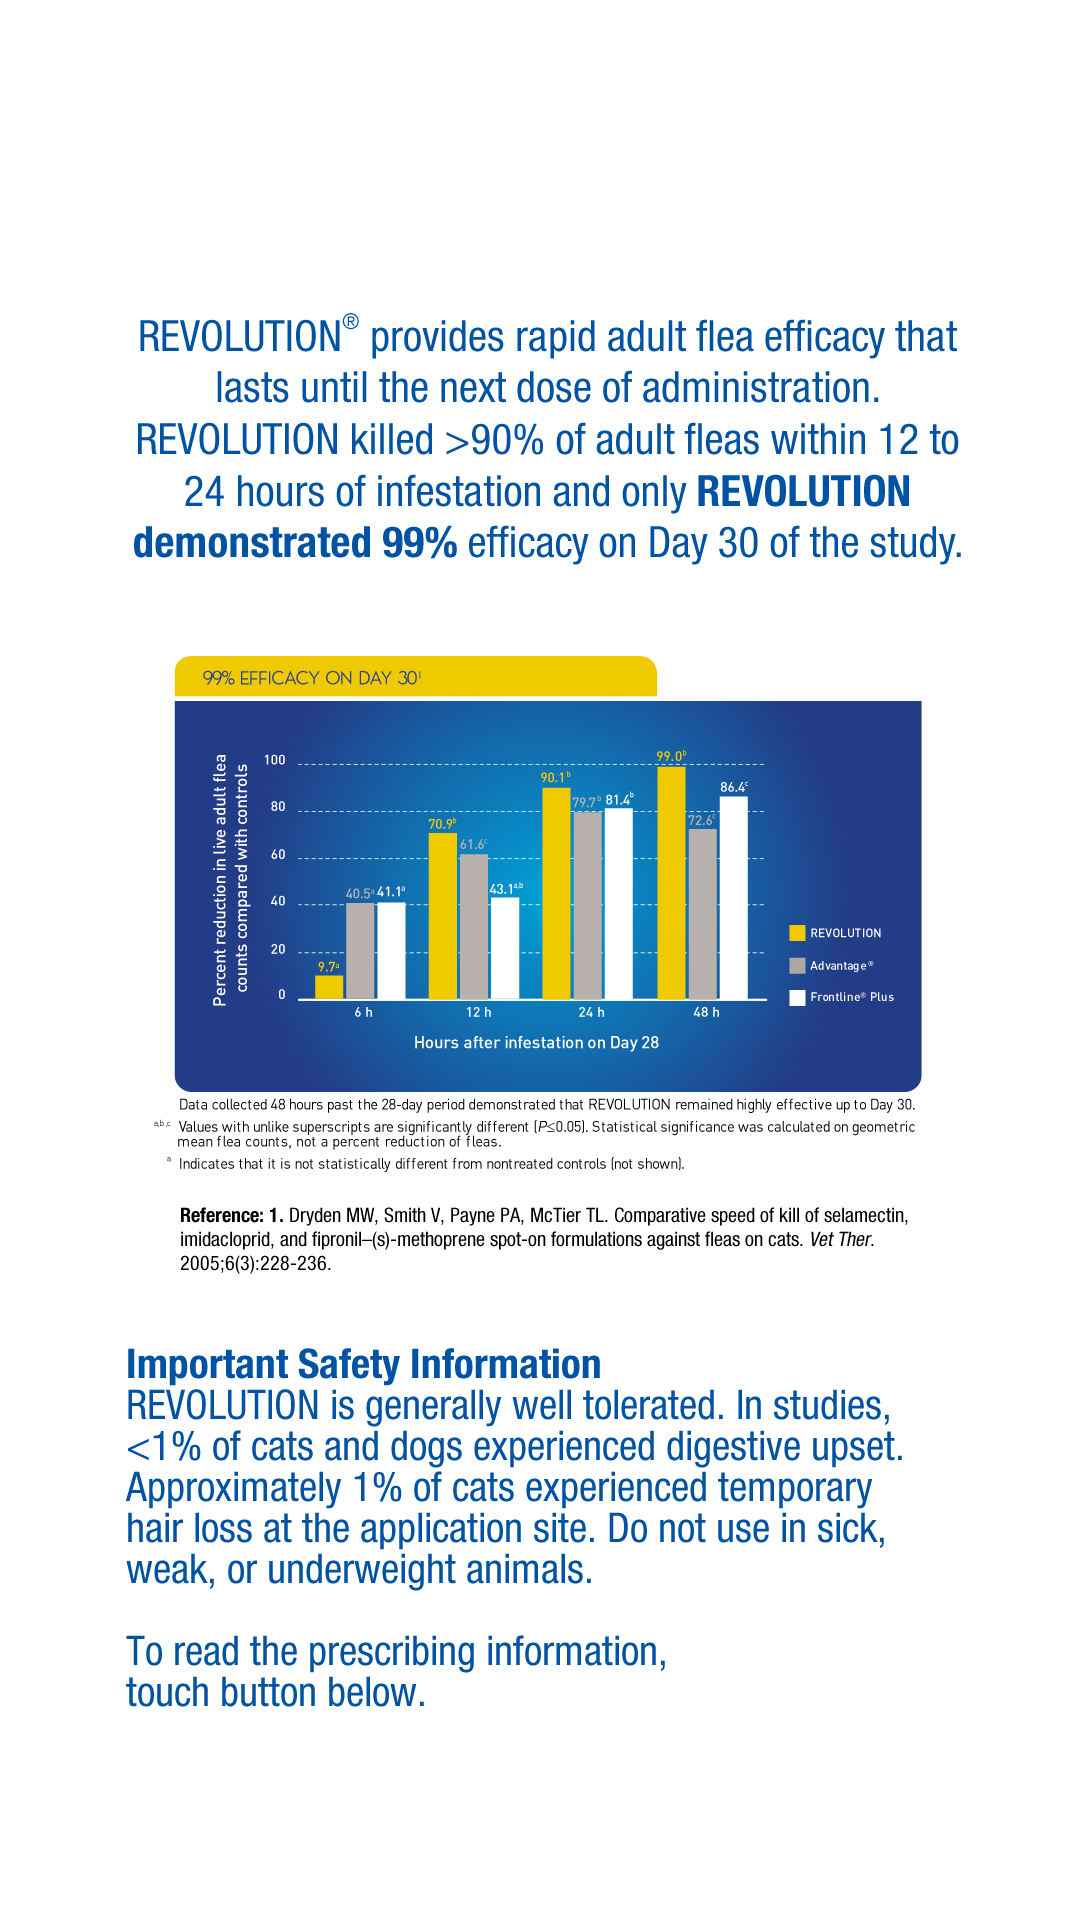 REVOLUTION® provides rapid adult flea efficacy that
lasts until the next dose of administration.
REVOLUTION killed >90% of adult fleas within 12 to
24 hours of infestation and only REVOLUTION
demonstrated 99% efficacy on Day 30 of the study.
99% EFFICACY ON DAY 30¹
Percent reduction in live adult flea
counts compared with controls
100
80
60
40
20
0
9.7ᵃ
40.5ᵃ
41.1ᵃ
70.9ᵇ
61.6ᶜ
43.1ᵃ,ᵇ
90.1ᵇ
79.7ᵇ
81.4ᵇ
99.0ᵇ
72.6ᶜ
86.4ᶜ
6 h
12 h
24 h
48 h
Hours after infestation on Day 28
REVOLUTION
Advantage®
Frontline® Plus
Data collected 48 hours past the 28-day period demonstrated that REVOLUTION remained highly effective up to Day 30.
a,b,c Values with unlike superscripts are significantly different (P≤0.05). Statistical significance was calculated on geometric
mean flea counts, not a percent reduction of fleas.
a Indicates that it is not statistically different from nontreated controls (not shown).
Reference: 1. Dryden MW, Smith V, Payne PA, McTier TL. Comparative speed of kill of selamectin,
imidacloprid, and fipronil–(s)-methoprene spot-on formulations against fleas on cats. Vet Ther.
2005;6(3):228-236.
Important Safety Information
REVOLUTION is generally well tolerated. In studies,
<1% of cats and dogs experienced digestive upset.
Approximately 1% of cats experienced temporary
hair loss at the application site. Do not use in sick,
weak, or underweight animals.
To read the prescribing information,
touch button below.